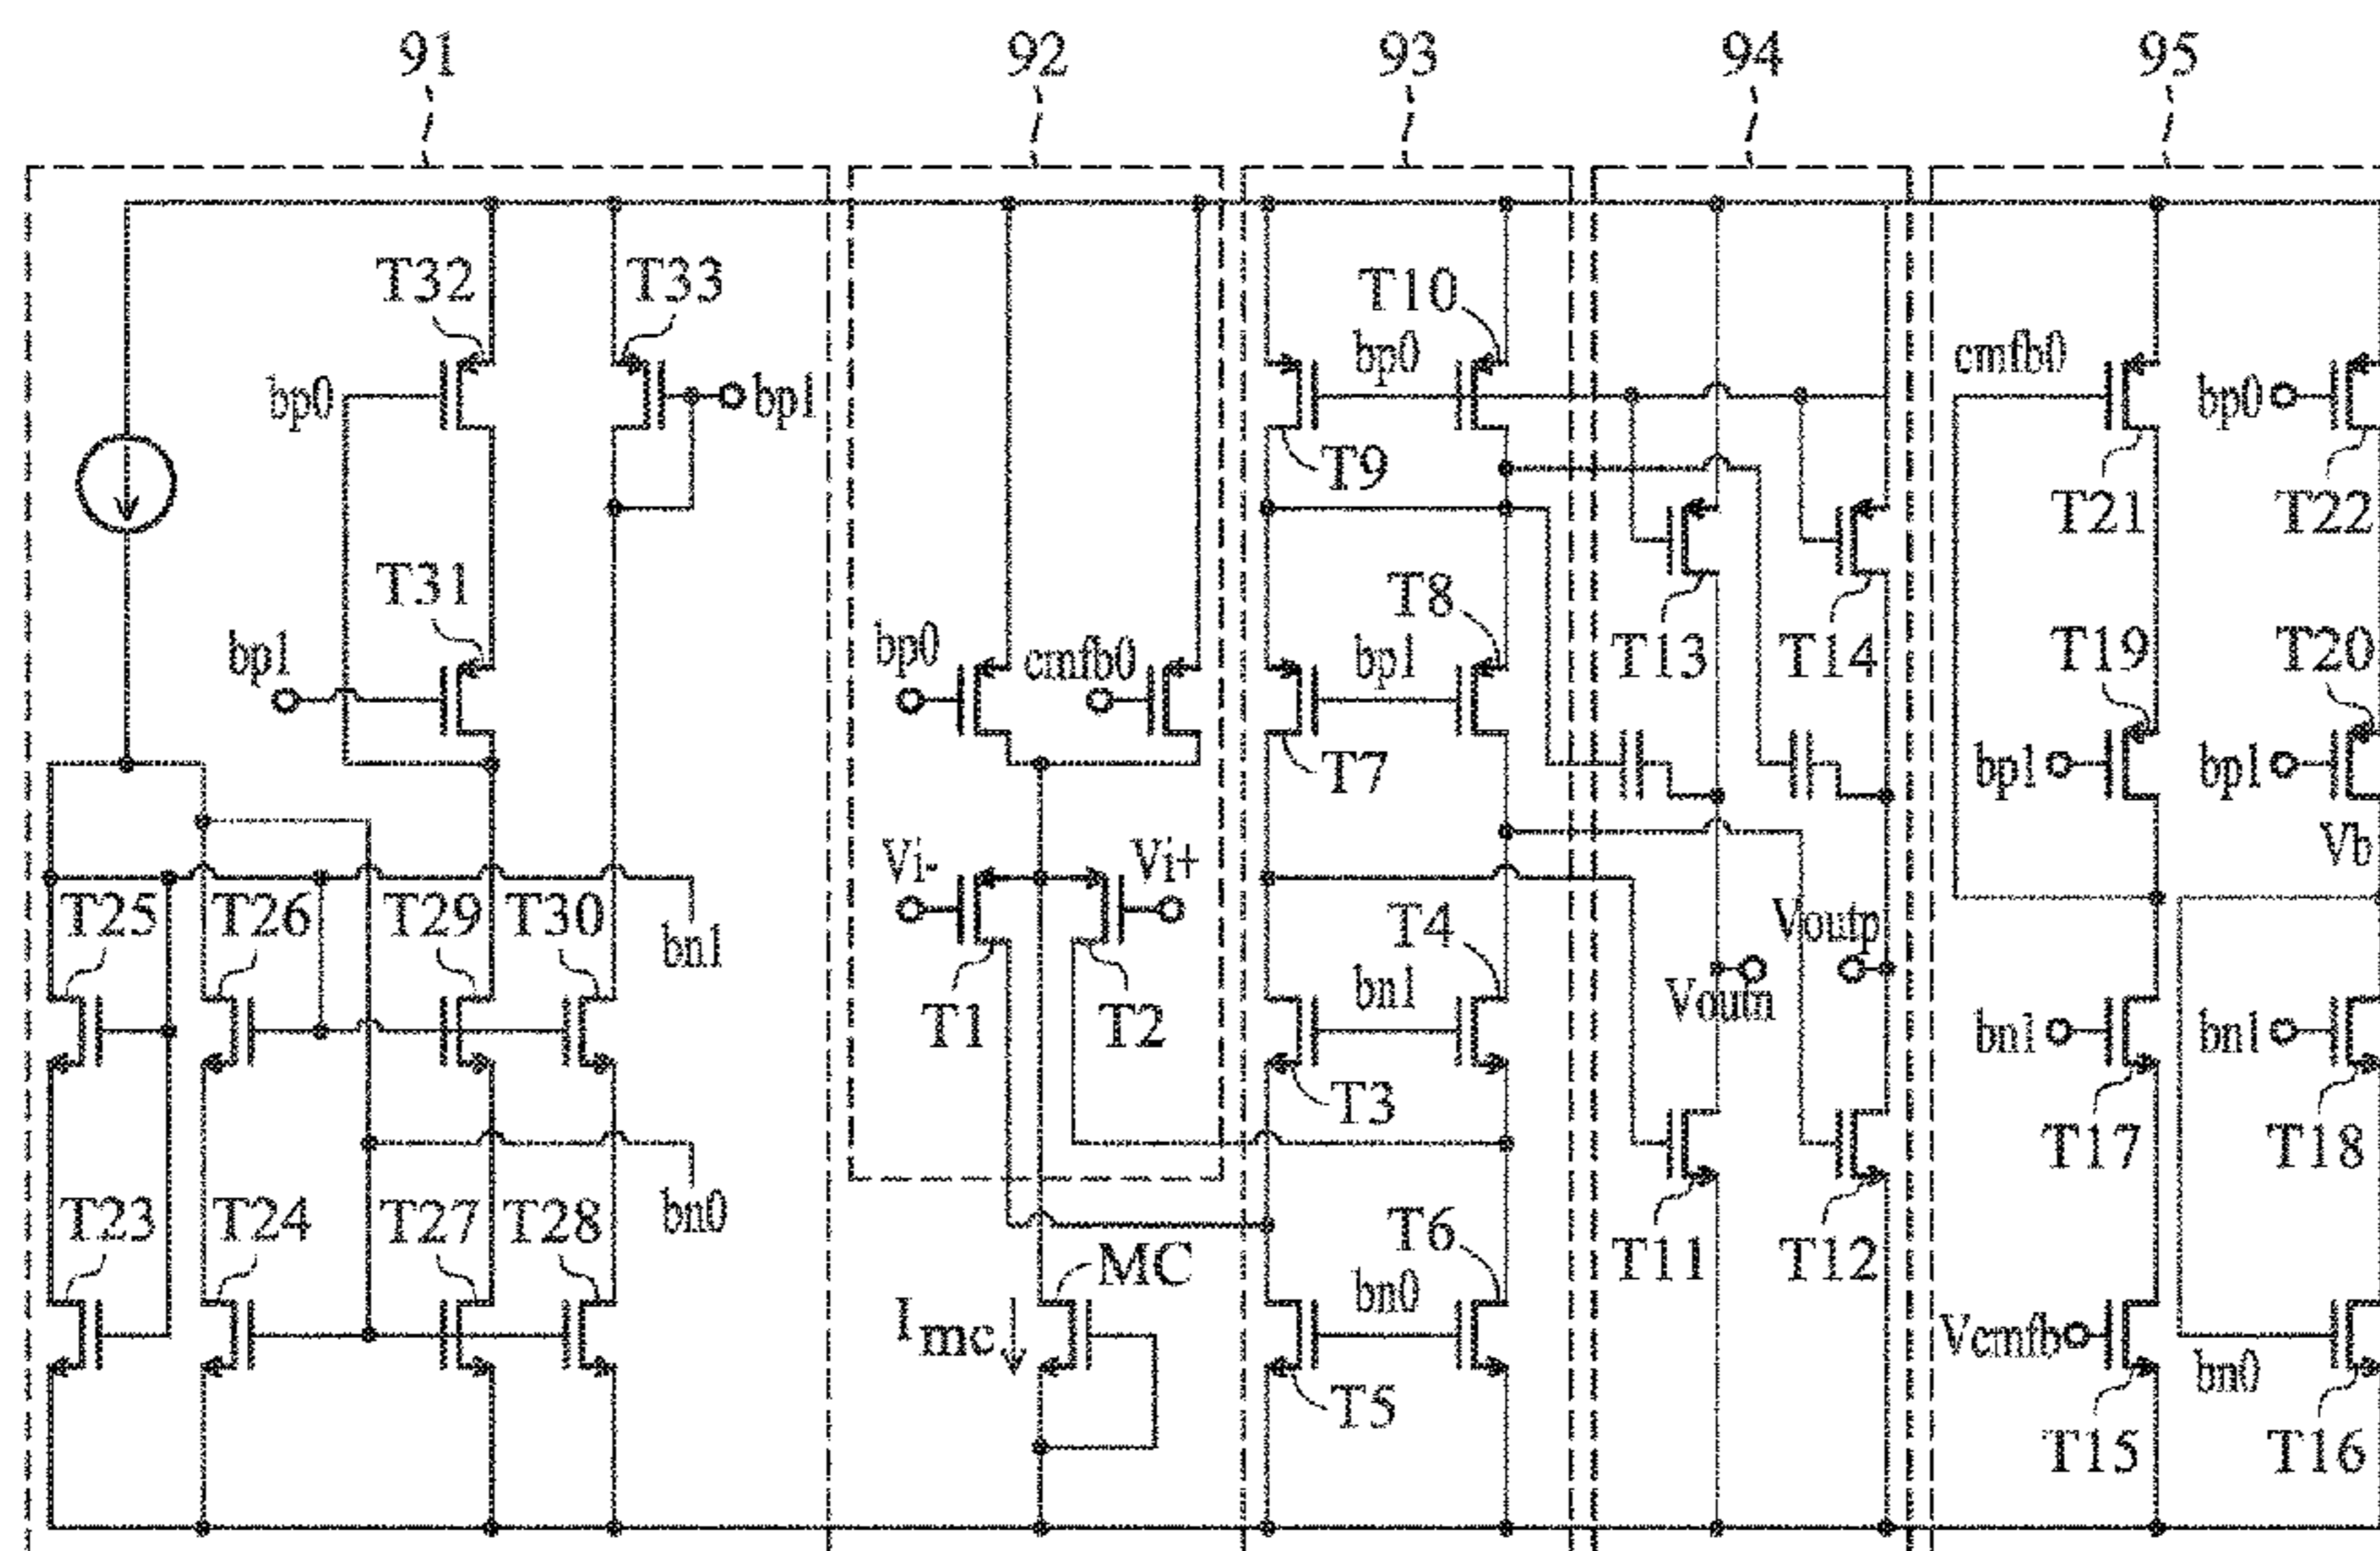 91
92
93
94
95
T32
T33
T10
bp0
bp0
bp1
cmfb0
bp0
T9
T21
T22
T31
T8
bp1
bp0
cmfb0
bp1
T13
T14
T19
T20
T7
bp1
bp1
Vi-
Vi+
Vb
T25
T26
T29
T30
bn1
T4
Voutp
T1
T2
bn1
Voutn
bn1
bn1
T3
T17
T18
bn0
T23
T24
T27
T28
T6
MC
T11
T12
Imc
bn0
Vcmfb
bn0
T5
T15
T16